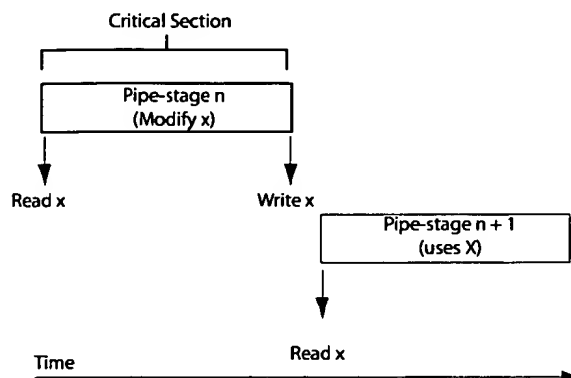 Critical Section
Pipe-stage n
(Modify x)
Read x
Write x
Pipe-stage n + 1
(uses X)
Read x
Time